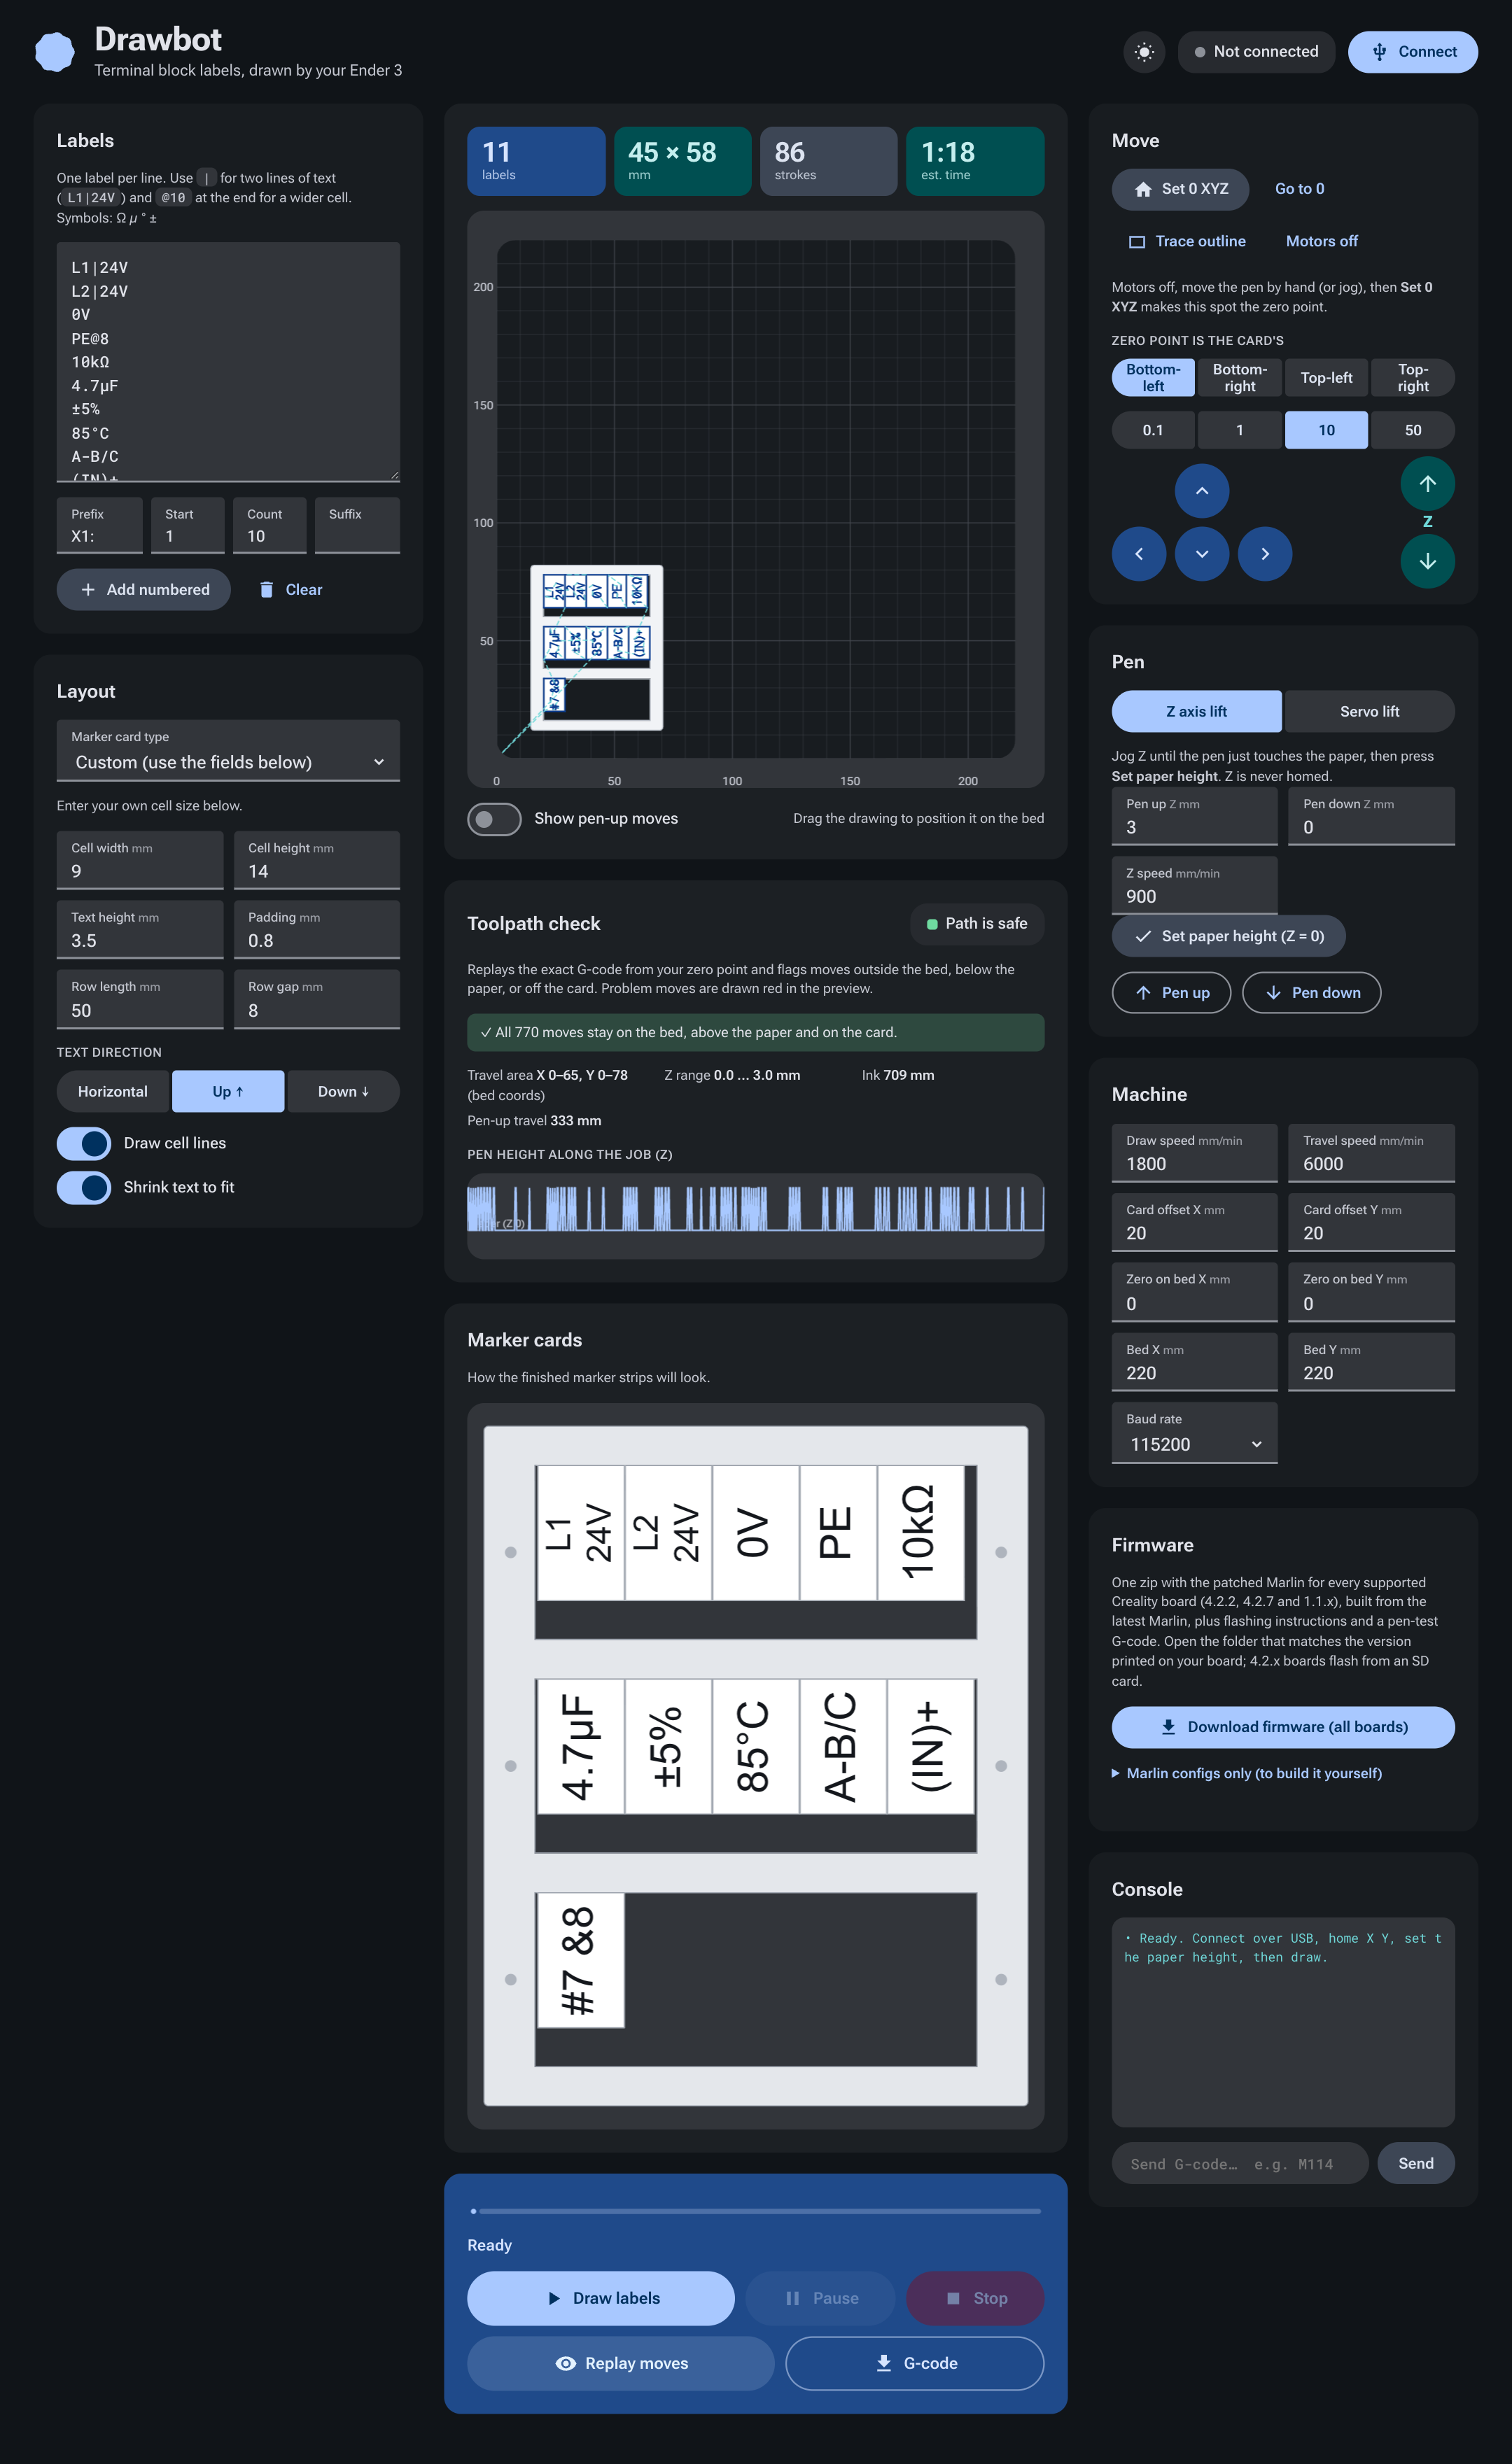 Drawbot
Terminal block labels, drawn by your Ender 3
Not connected
Connect
Labels
One label per line. Use | for two lines of text
(L1|24V) and @10 at the end for a wider cell.
Symbols: Ω µ ° ±
L1|24V
L2|24V
0V
PE@8
10kΩ
4.7µF
±5%
85°C
A-B/C
(IN)+
Prefix
X1:
Start
1
Count
10
Suffix
Add numbered
Clear
Layout
Marker card type
Custom (use the fields below)
Enter your own cell size below.
Cell width mm
9
Cell height mm
14
Text height mm
3.5
Padding mm
0.8
Row length mm
50
Row gap mm
8
TEXT DIRECTION
Horizontal
Up ↑
Down ↓
Draw cell lines
Shrink text to fit
11
labels
45 × 58
mm
86
strokes
1:18
est. time
200
150
100
50
0
50
100
150
200
L1
24V
L2
24V
0V
PE
10KΩ
4.7µF
±5%
85°C
A-B/C
(IN)+
#7 &8
Show pen-up moves
Drag the drawing to position it on the bed
Toolpath check
Path is safe
Replays the exact G-code from your zero point and flags moves outside the bed, below the
paper, or off the card. Problem moves are drawn red in the preview.
✓ All 770 moves stay on the bed, above the paper and on the card.
Travel area X 0–65, Y 0–78
(bed coords)
Z range 0.0 … 3.0 mm
Ink 709 mm
Pen-up travel 333 mm
PEN HEIGHT ALONG THE JOB (Z)
Marker cards
How the finished marker strips will look.
L1
24V
L2
24V
0V
PE
10kΩ
4.7µF
±5%
85°C
A-B/C
(IN)+
#7 &8
Ready
Draw labels
Pause
Stop
Replay moves
G-code
Move
Set 0 XYZ
Go to 0
Trace outline
Motors off
Motors off, move the pen by hand (or jog), then Set 0
XYZ makes this spot the zero point.
ZERO POINT IS THE CARD'S
Bottom-
left
Bottom-
right
Top-left
Top-
right
0.1
1
10
50
Z
Pen
Z axis lift
Servo lift
Jog Z until the pen just touches the paper, then press
Set paper height. Z is never homed.
Pen up Z mm
3
Pen down Z mm
0
Z speed mm/min
900
Set paper height (Z = 0)
Pen up
Pen down
Machine
Draw speed mm/min
1800
Travel speed mm/min
6000
Card offset X mm
20
Card offset Y mm
20
Zero on bed X mm
0
Zero on bed Y mm
0
Bed X mm
220
Bed Y mm
220
Baud rate
115200
Firmware
One zip with the patched Marlin for every supported
Creality board (4.2.2, 4.2.7 and 1.1.x), built from the
latest Marlin, plus flashing instructions and a pen-test
G-code. Open the folder that matches the version
printed on your board; 4.2.x boards flash from an SD
card.
Download firmware (all boards)
Marlin configs only (to build it yourself)
Console
· Ready. Connect over USB, home X Y, set t
he paper height, then draw.
Send G-code… e.g. M114
Send